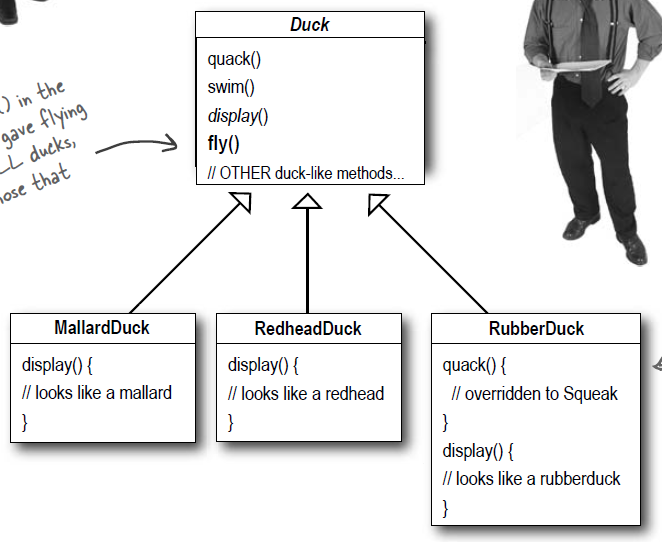 Duck
quack()
swim()
display()
fly()
// OTHER duck-like methods...
() in the
gave flying
ducks,
those that
MallardDuck
display() {
// looks like a mallard
}
RedheadDuck
display() {
// looks like a redhead
}
RubberDuck
quack() {
// overridden to Squeak
}
display() {
// looks like a rubberduck
}